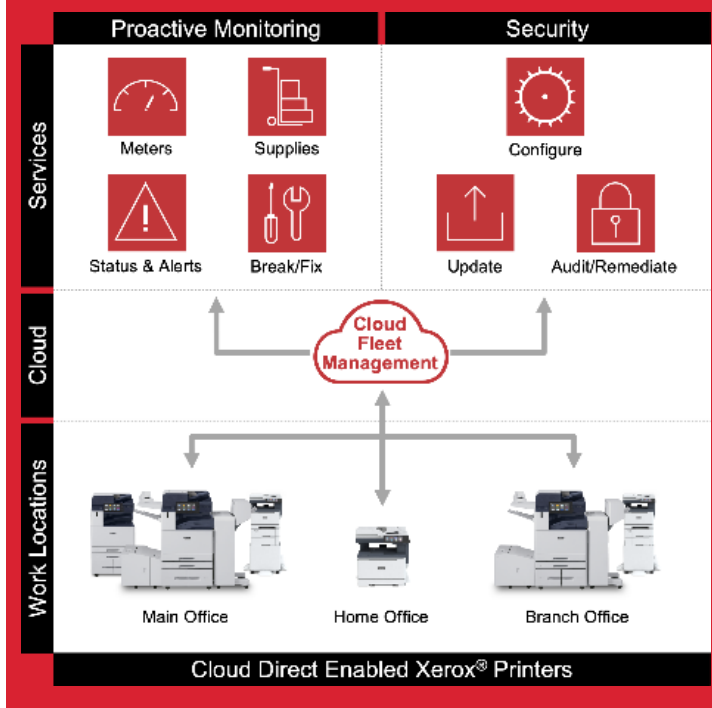 Proactive Monitoring
Security
Services
Meters
Supplies
Configure
Status & Alerts
Break/Fix
Update
Audit/Remediate
Cloud
Cloud
Fleet
Management
Work Locations
Main Office
Home Office
Branch Office
Cloud Direct Enabled Xerox® Printers